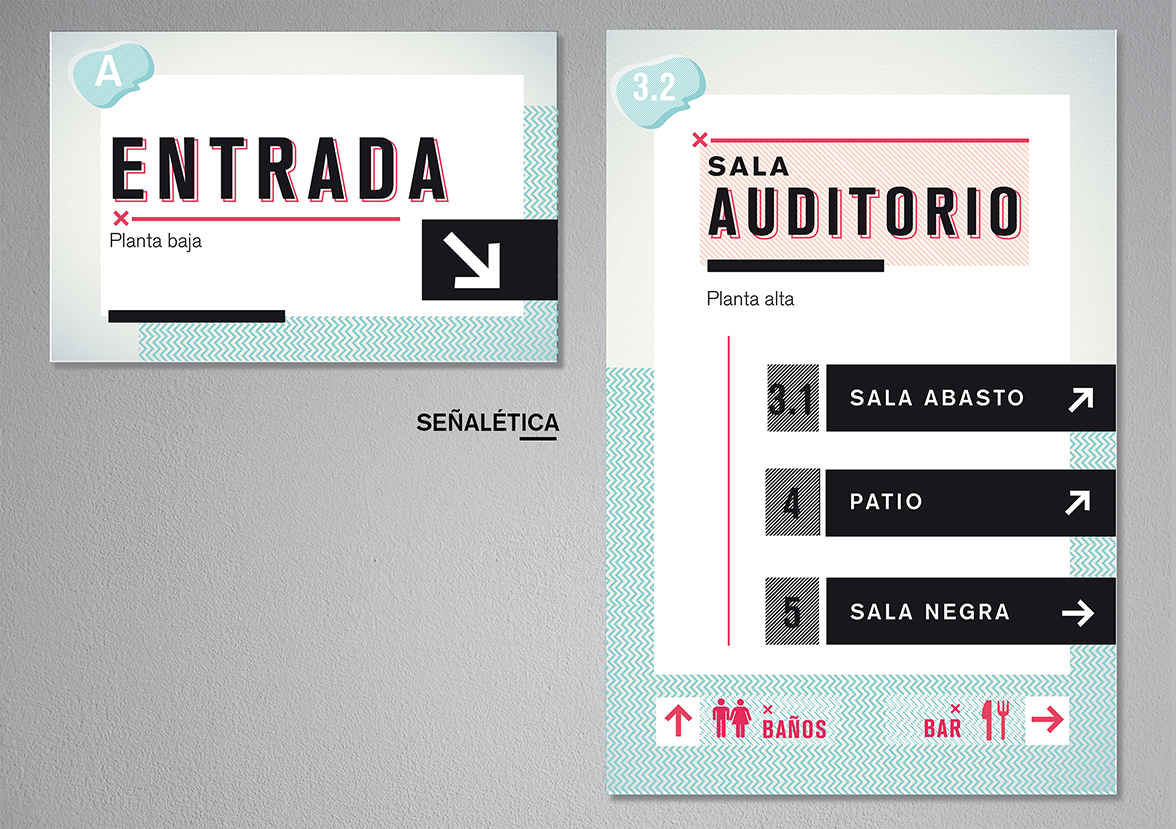 A
ENTRADA
Planta baja
SEÑALÉTICA
3.2
SALA
AUDITORIO
Planta alta
3.1 SALA ABASTO
4 PATIO
5 SALA NEGRA
BAÑOS BAR